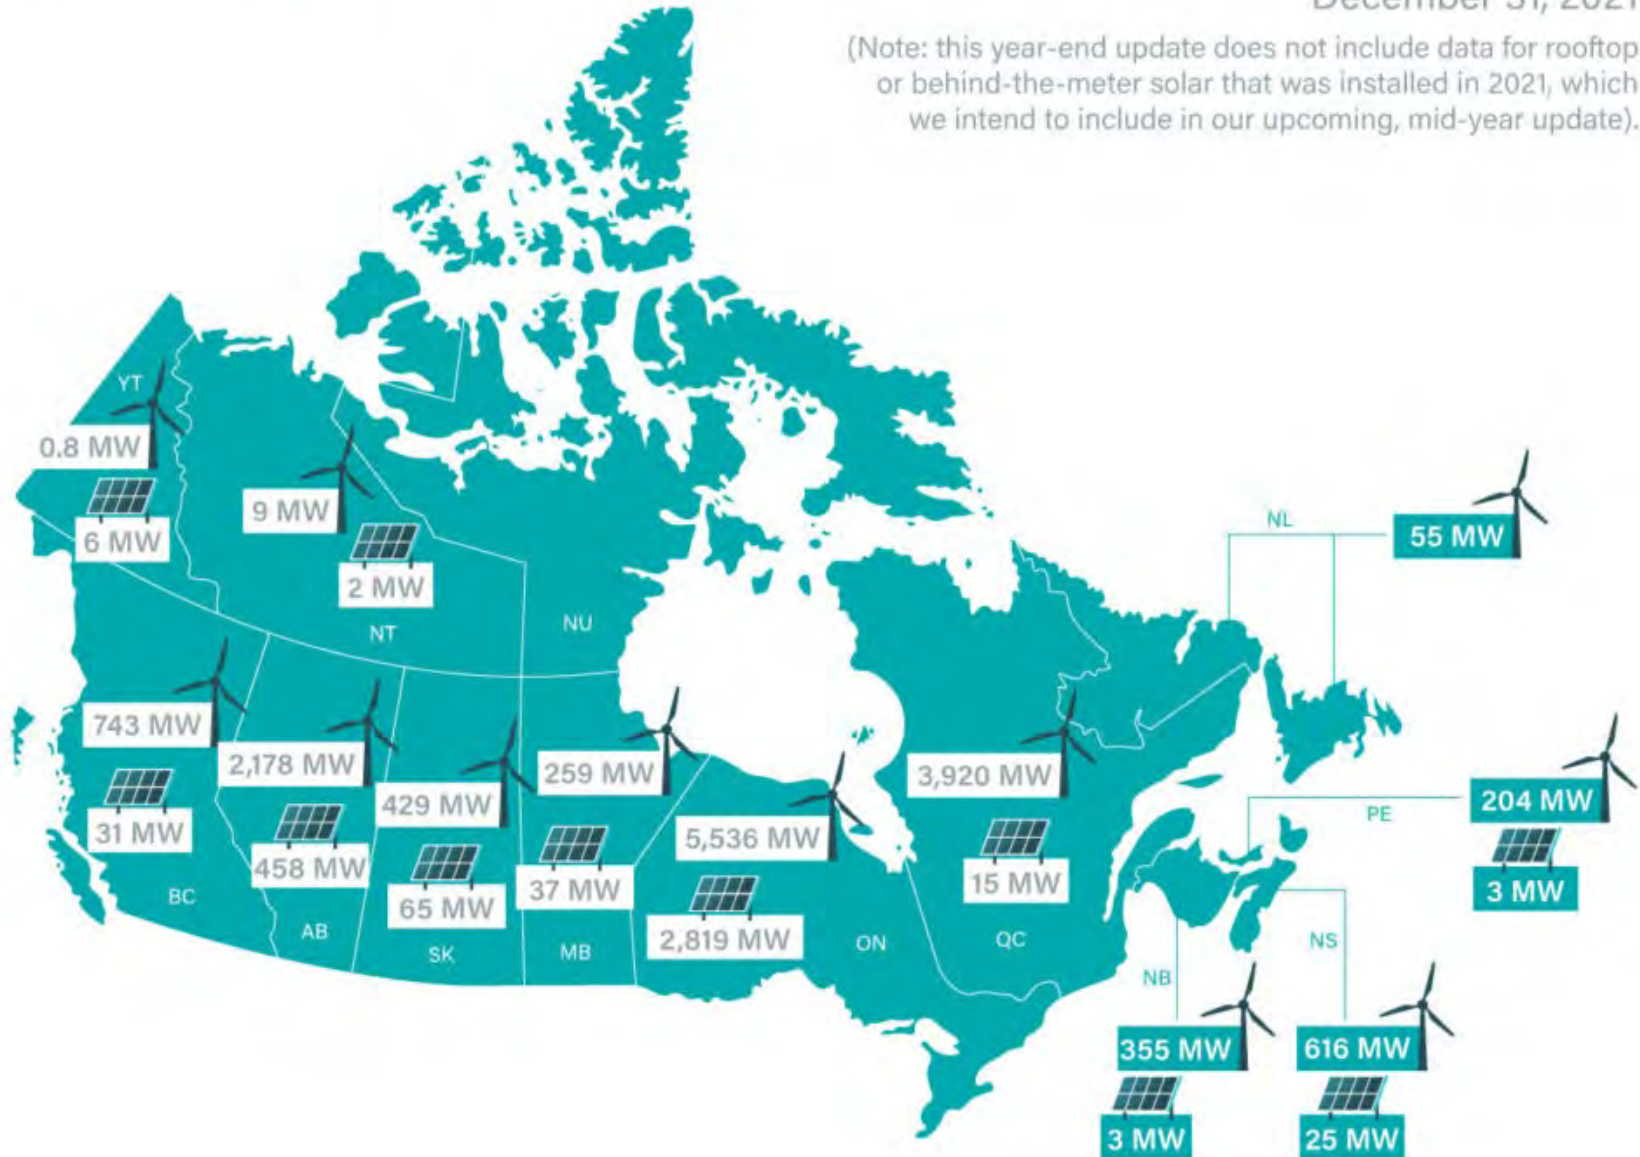 December 31, 2021
(Note: this year-end update does not include data for rooftop
or behind-the-meter solar that was installed in 2021, which
we intend to include in our upcoming, mid-year update).
YT
0.8 MW
6 MW
9 MW
2 MW
NT
NU
NL
55 MW
743 MW
31 MW
BC
2,178 MW
458 MW
AB
429 MW
65 MW
SK
259 MW
37 MW
MB
5,536 MW
2,819 MW
ON
3,920 MW
15 MW
QC
PE
204 MW
3 MW
NB
355 MW
3 MW
NS
616 MW
25 MW